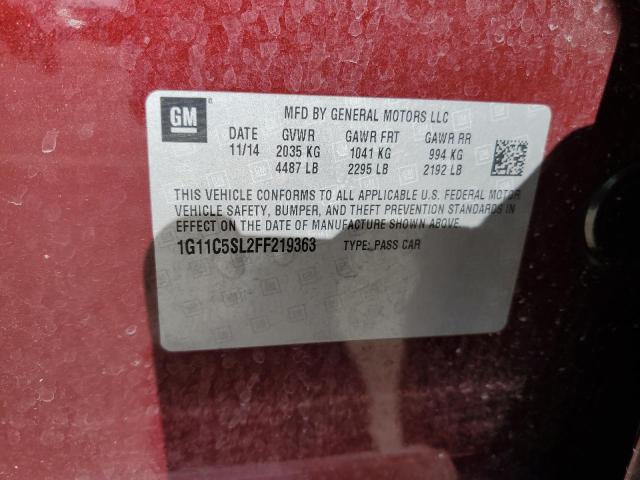 GM
MFD BY GENERAL MOTORS LLC
DATE GVWR GAWR FRT GAWR RR
11/14 2035 KG 1041 KG 994 KG
4487 LB 2295 LB 2192 LB
THIS VEHICLE CONFORMS TO ALL APPLICABLE U.S. FEDERAL MOTOR
VEHICLE SAFETY, BUMPER, AND THEFT PREVENTION STANDARDS IN
EFFECT ON THE DATE OF MANUFACTURE SHOWN ABOVE.
1G11C5SL2FF219363 TYPE: PASS CAR